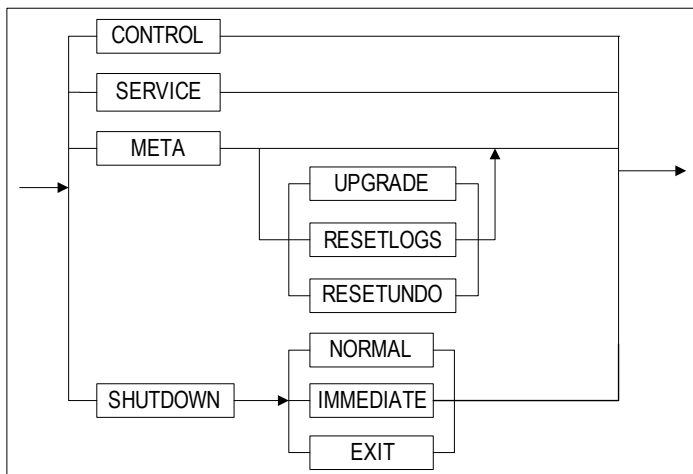 CONTROL
SERVICE
META
UPGRADE
RESETLOGS
RESETUNDO
NORMAL
SHUTDOWN
IMMEDIATE
EXIT